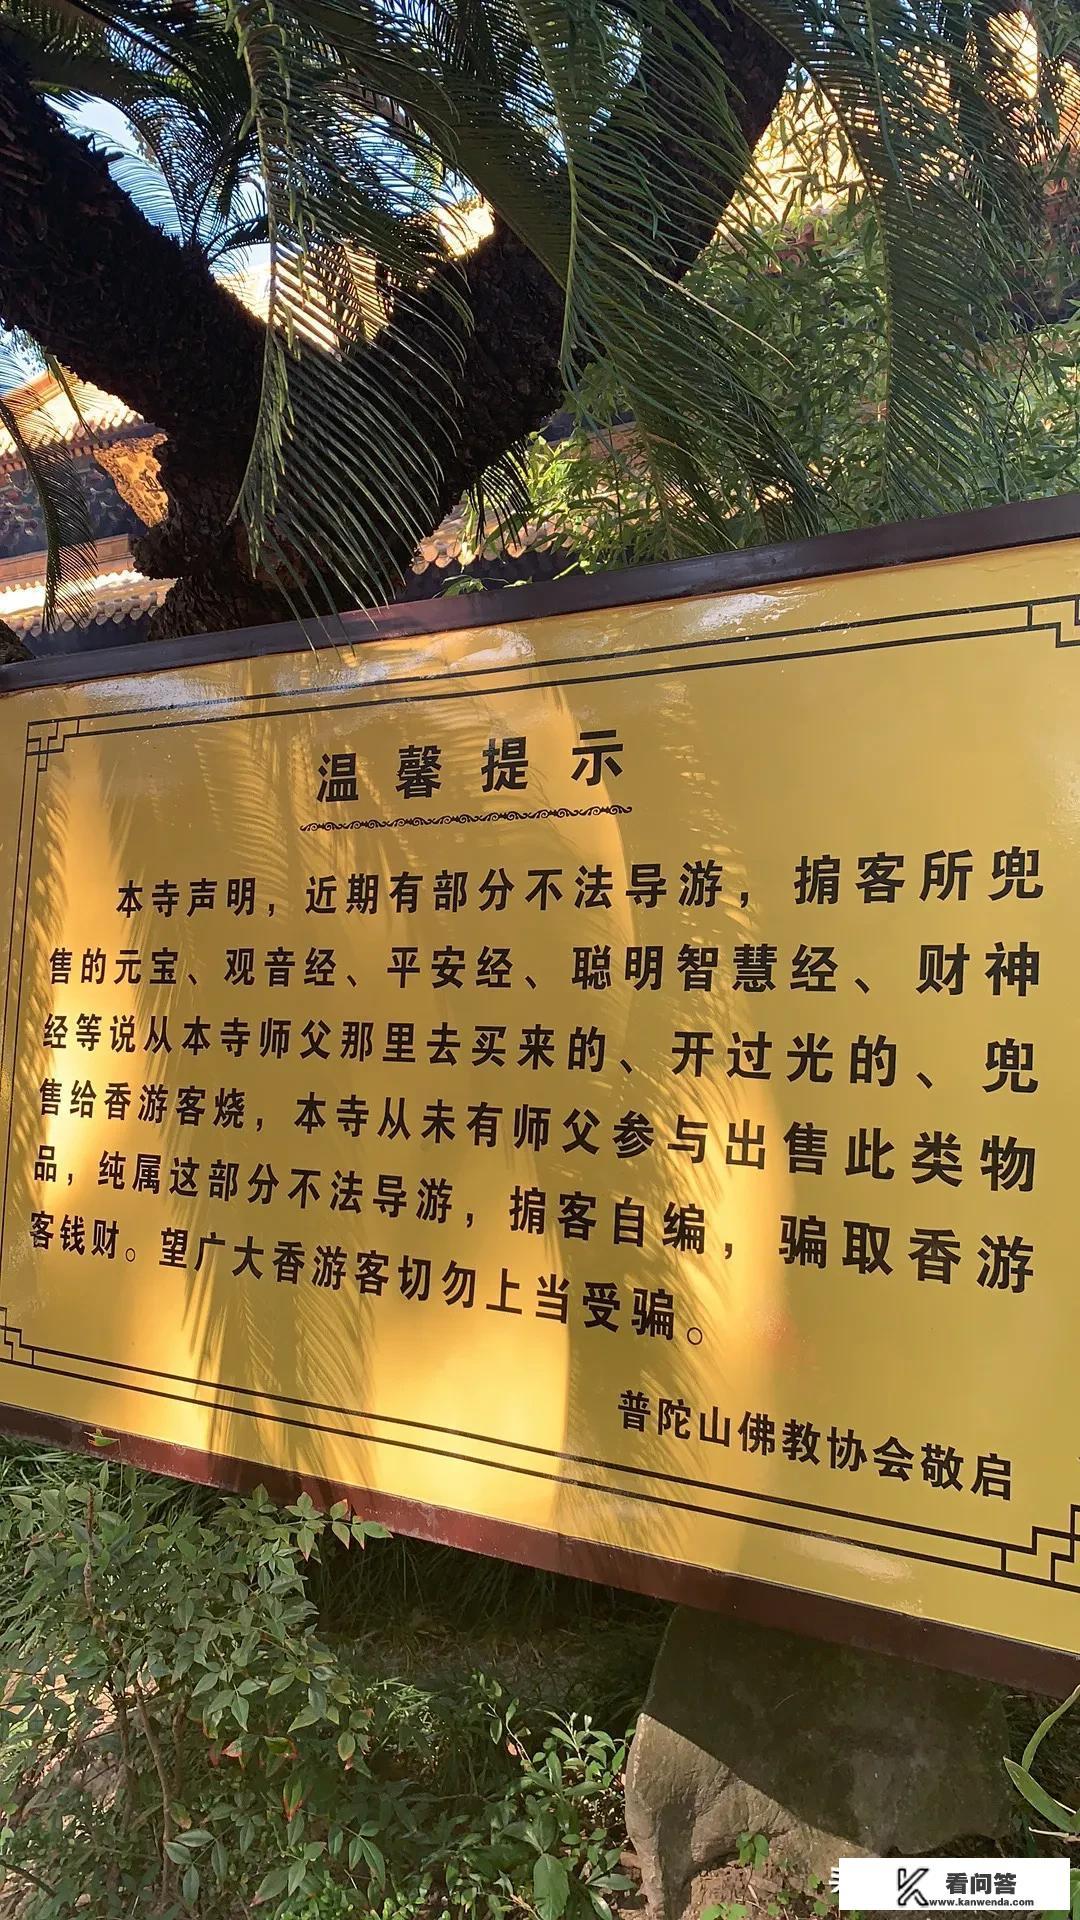 温馨提示
本寺声明，近期有部分不法导游，掮客所兜
售的元宝、观音经、平安经、聪明智慧经、财神
经等说从本寺师父那里去买来的、开过光的、兜
售给香游客烧，本寺从未有师父参与出售此类物
品，纯属这部分不法导游，掮客自编，骗取香游
客钱财。望广大香游客切勿上当受骗。
普陀山佛教协会敬启
看问答
www.kanwenda.com